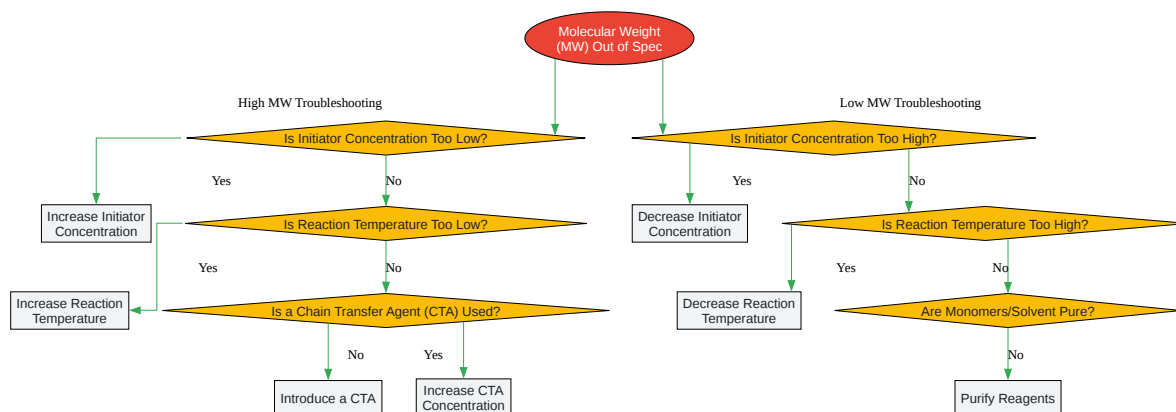 Molecular Weight
(MW) Out of Spec
High MW Troubleshooting
Low MW Troubleshooting
Is Initiator Concentration Too Low?
Is Initiator Concentration Too High?
Yes
No
Yes
No
Increase Initiator
Concentration
Is Reaction Temperature Too Low?
Decrease Initiator
Concentration
Is Reaction Temperature Too High?
Yes
No
Yes
No
Increase Reaction
Temperature
Is a Chain Transfer Agent (CTA) Used?
Decrease Reaction
Temperature
Are Monomers/Solvent Pure?
No
Yes
No
Introduce a CTA
Increase CTA
Concentration
Purify Reagents